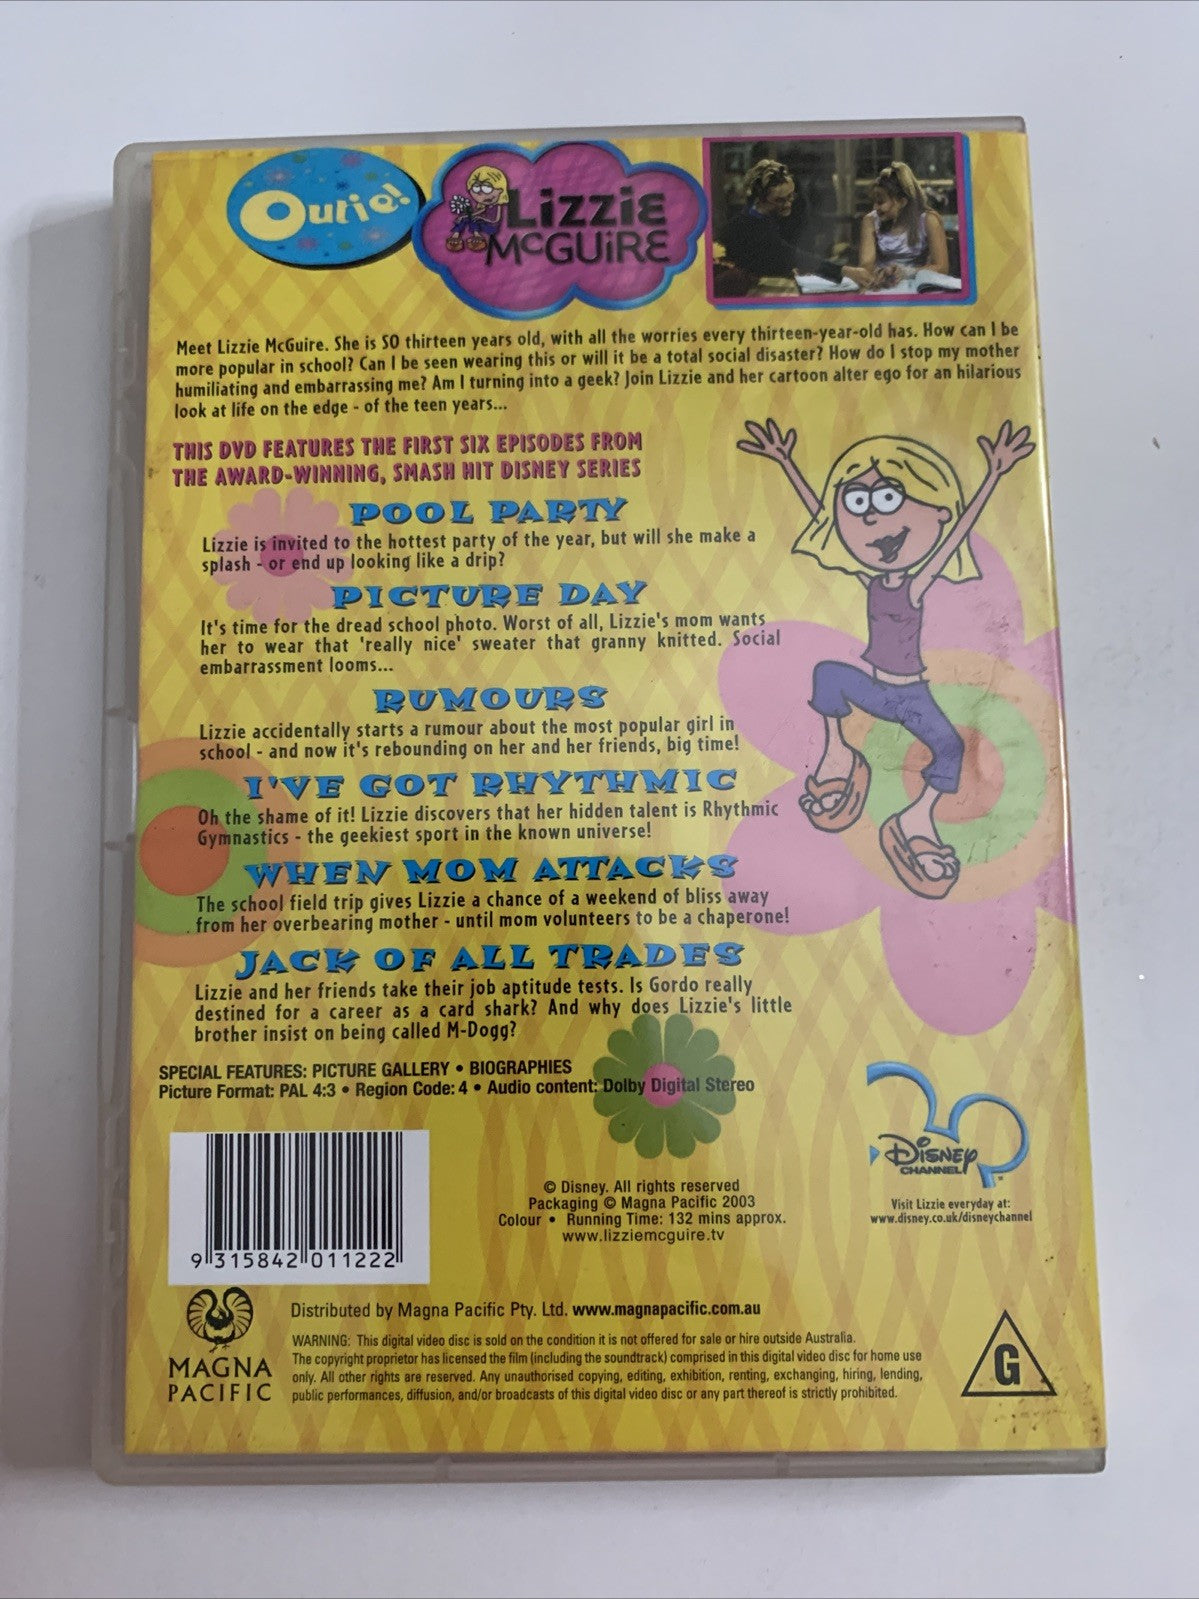 Outie!
Lizzie
McGuire
Meet Lizzie McGuire. She is SO thirteen years old, with all the worries every thirteen-year-old has. How can I be
more popular in school? Can I be seen wearing this or will it be a total social disaster? How do I stop my mother
humiliating and embarrassing me? Am I turning into a geek? Join Lizzie and her cartoon alter ego for an hilarious
look at life on the edge - of the teen years...
THIS DVD FEATURES THE FIRST SIX EPISODES FROM
THE AWARD-WINNING, SMASH HIT DISNEY SERIES
POOL PARTY
Lizzie is invited to the hottest party of the year, but will she make a
splash - or end up looking like a drip?
PICTURE DAY
It's time for the dread school photo. Worst of all, Lizzie's mom wants
her to wear that 'really nice' sweater that granny knitted. Social
embarrassment looms...
RUMOURS
Lizzie accidentally starts a rumour about the most popular girl in
school - and now it's rebounding on her and her friends, big time!
I'VE GOT RHYTHMIC
Oh the shame of it! Lizzie discovers that her hidden talent is Rhythmic
Gymnastics - the geekiest sport in the known universe!
WHEN MOM ATTACKS
The school field trip gives Lizzie a chance of a weekend of bliss away
from her overbearing mother - until mom volunteers to be a chaperone!
JACK OF ALL TRADES
Lizzie and her friends take their job aptitude tests. Is Gordo really
destined for a career as a card shark? And why does Lizzie's little
brother insist on being called M-Dogg?
SPECIAL FEATURES: PICTURE GALLERY • BIOGRAPHIES
Picture Format: PAL 4:3 • Region Code: 4 • Audio content: Dolby Digital Stereo
9 315842 011222
© Disney. All rights reserved
Packaging © Magna Pacific 2003
Colour • Running Time: 132 mins approx.
www.lizziemcguire.tv
Disney
CHANNEL
Visit Lizzie everyday at:
www.disney.co.uk/disneychannel
MAGNA
PACIFIC
Distributed by Magna Pacific Pty. Ltd. www.magnapacific.com.au
WARNING: This digital video disc is sold on the condition it is not offered for sale or hire outside Australia.
The copyright proprietor has licensed the film (including the soundtrack) comprised in this digital video disc for home use
only. All other rights are reserved. Any unauthorised copying, editing, exhibition, renting, exchanging, hiring, lending,
public performances, diffusion, and/or broadcasts of this digital video disc or any part thereof is strictly prohibited.
G